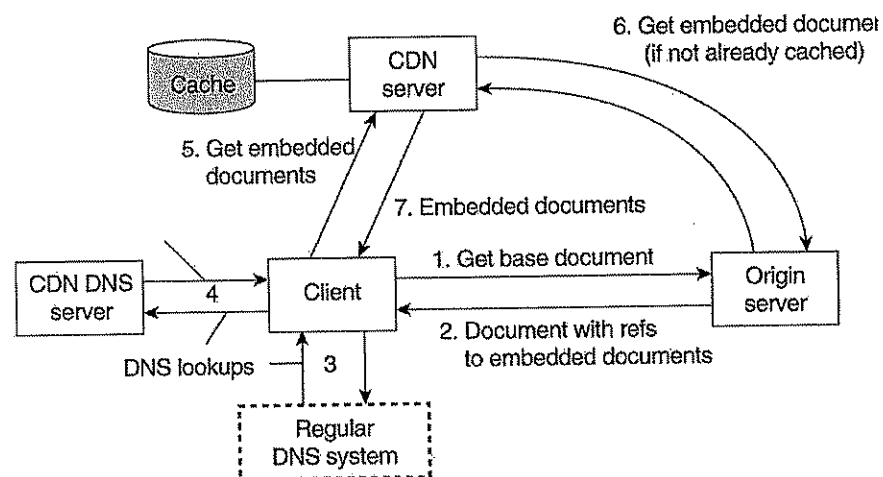 6. Get embedded
(if not already cached)
CDN
server
Cache
5. Get embedded
documents
7. Embedded documents
1. Get base document
CDN DNS
server
4
Client
Origin
server
2. Document with refs
to embedded documents
DNS lookups
3
Regular
DNS system